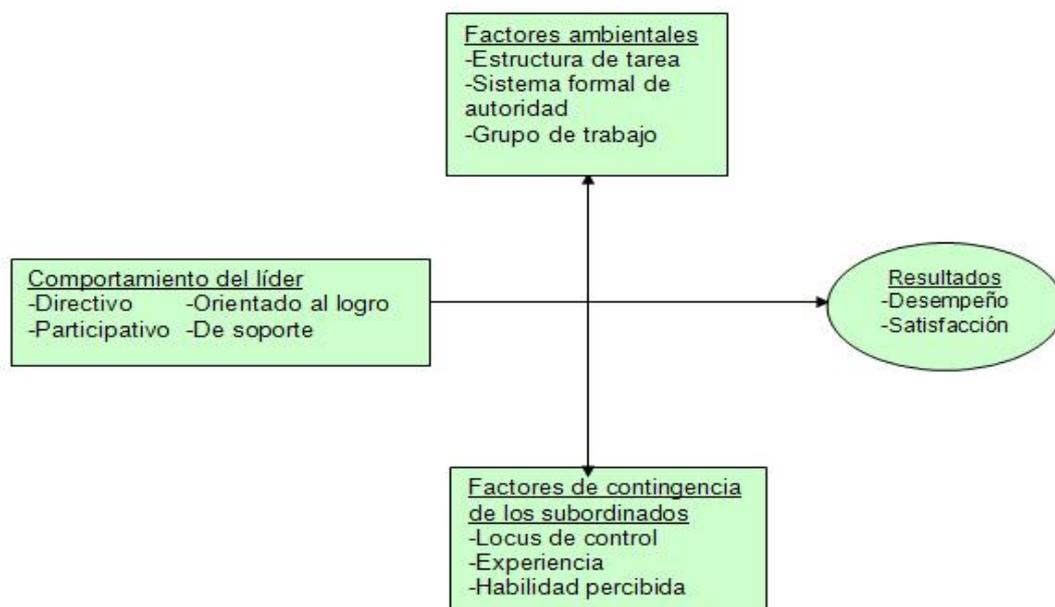 Factores ambientales
-Estructura de tarea
-Sistema formal de
autoridad
-Grupo de trabajo
Comportamiento del líder
-Directivo -Orientado al logro
-Participativo -De soporte
Resultados
-Desempeño
-Satisfacción
Factores de contingencia
de los subordinados
-Locus de control
-Experiencia
-Habilidad percibida